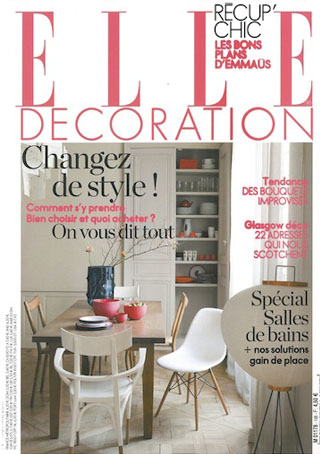 RÉCUP'
CHIC
LES BONS
PLANS
D'EMMAÜS
ELLE
DECORATION
Changez
de style !
Comment s'y prendre
Bien choisir et quoi acheter ?
On vous dit tout
Tendance
DES BOUQUETS
IMPROVISÉS
Glasgow déco
22 ADRESSES
QUI NOUS
SCOTCHENT
Spécial
Salles
de bains
+ nos solutions
gain de place